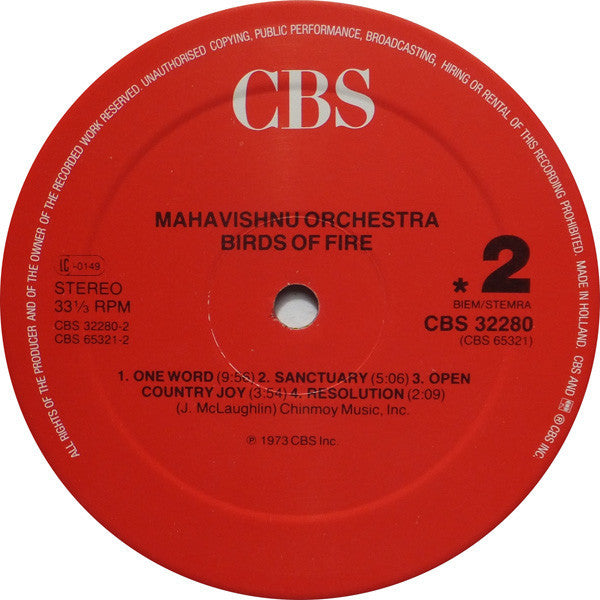 ALL RIGHTS OF THE PRODUCER AND OF THE OWNER OF THE RECORDED WORK RESERVED. UNAUTHORISED COPYING, PUBLIC PERFORMANCE, BROADCASTING, HIRING OR RENTAL OF THIS RECORDING PROHIBITED. MADE IN HOLLAND. CBS AND ® CBS INC.
CBS
MAHAVISHNU ORCHESTRA
BIRDS OF FIRE
LC -0149
STEREO
33⅓ RPM
CBS 32280-2
CBS 65321-2
* 2
BIEM/STEMRA
CBS 32280
(CBS 65321)
1. ONE WORD (9:56) 2. SANCTUARY (5:06) 3. OPEN
COUNTRY JOY (3:54) 4. RESOLUTION (2:09)
(J. McLaughlin) Chinmoy Music, Inc.
℗ 1973 CBS Inc.